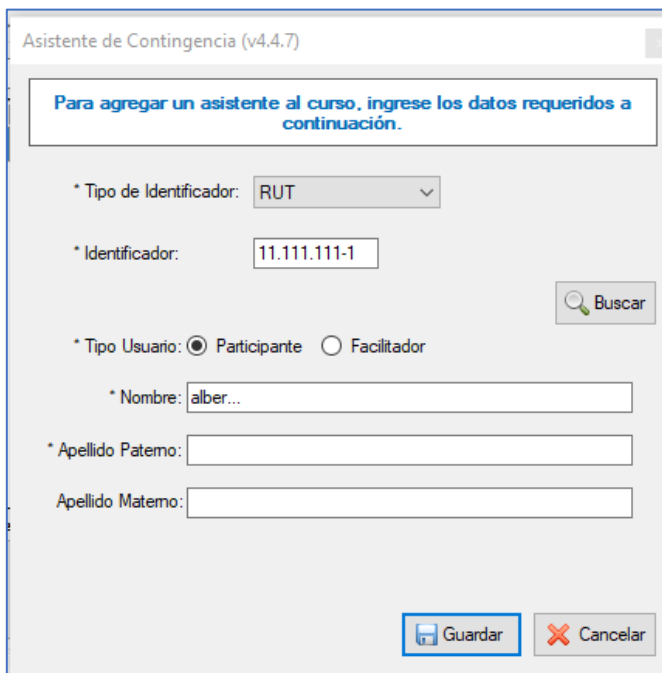 Asistente de Contingencia (v4.4.7)
Para agregar un asistente al curso, ingrese los datos requeridos a
continuación.
* Tipo de Identificador: RUT
* Identificador: 11.111.111-1
Buscar
* Tipo Usuario: Participante Facilitador
* Nombre: alber...
* Apellido Paterno:
Apellido Materno:
Guardar Cancelar